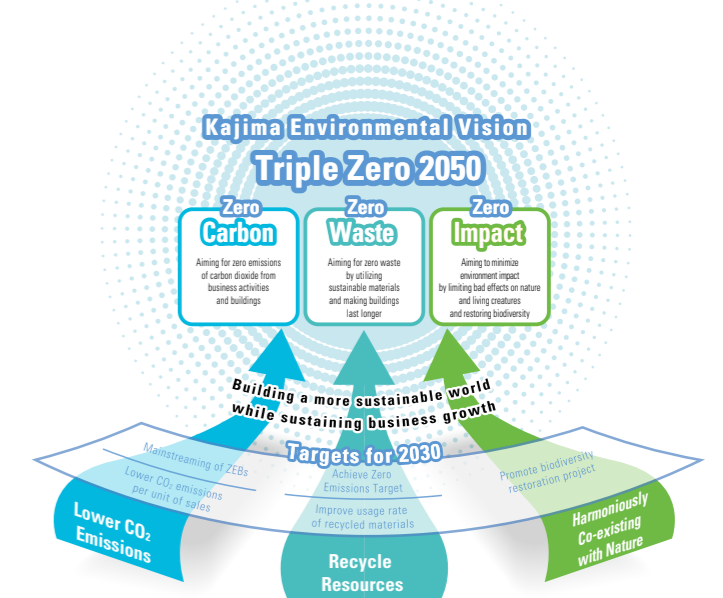 Kajima Environmental Vision
Triple Zero 2050
Zero
Carbon
Aiming for zero emissions
of carbon dioxide from
business activities
and buildings
Zero
Waste
Aiming for zero waste
by utilizing
sustainable materials
and making buildings
last longer
Zero
Impact
Aiming to minimize
environment impact
by limiting bad effects on nature
and living creatures
and restoring biodiversity
Building a more sustainable world
while sustaining business growth
Targets for 2030
Mainstreaming of ZEBs
Lower CO₂ emissions
per unit of sales
Achieve Zero
Emissions Target
Improve usage rate
of recycled materials
Promote biodiversity
restoration project
Lower CO₂
Emissions
Recycle
Resources
Harmoniously
Co-existing
with Nature